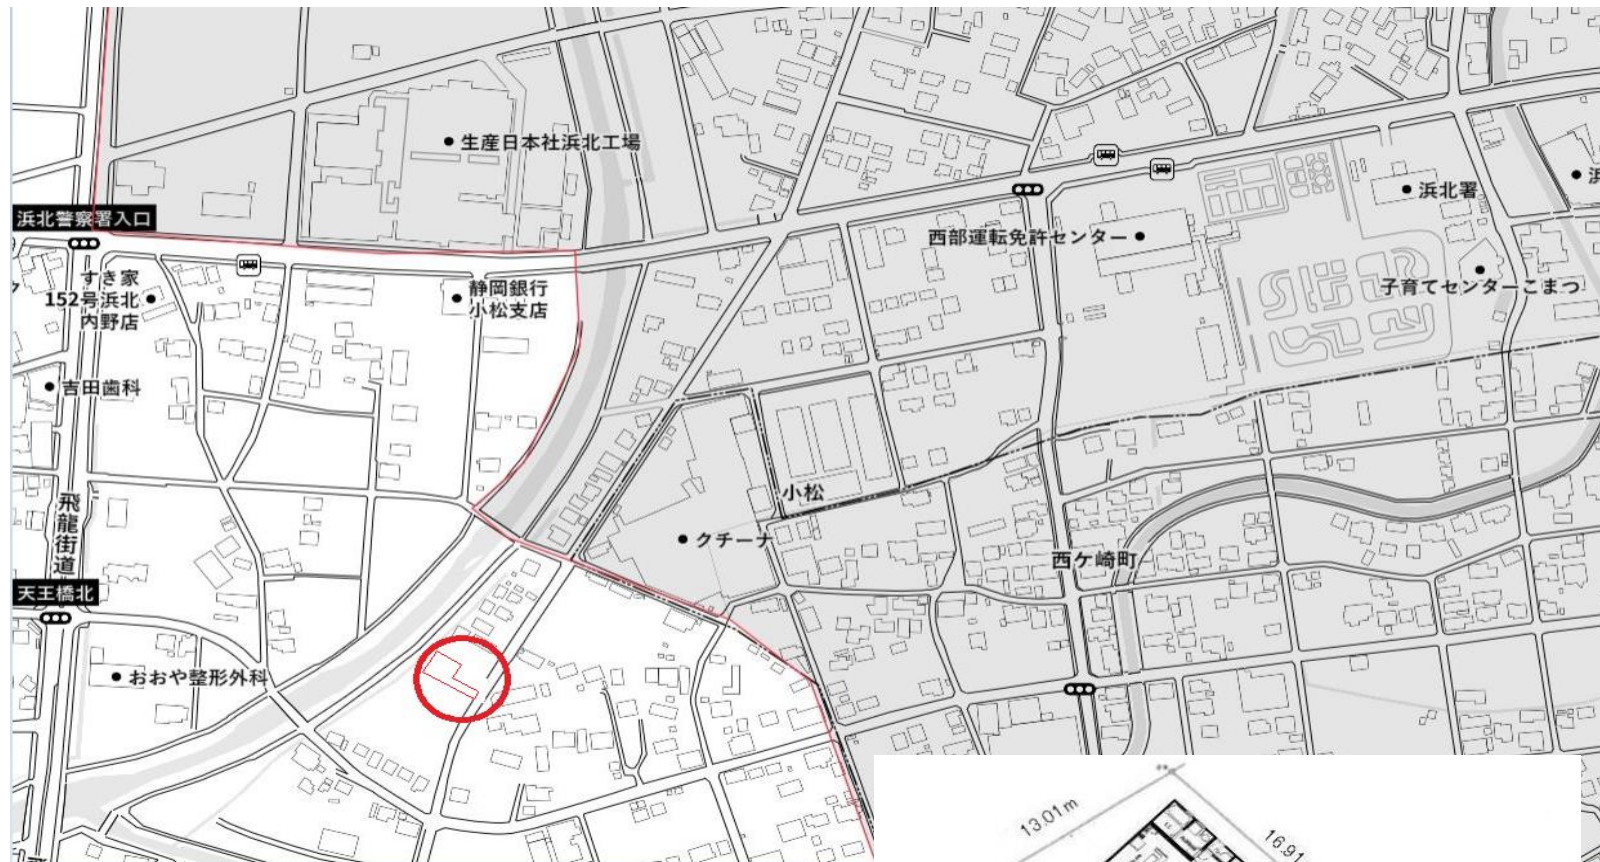 生産日本社浜北工場
浜北署
浜北警察署入口
西部運転免許センター
すき家
152号浜北
内野店
静岡銀行
小松支店
子育てセンターこまつ
吉田歯科
小松
飛龍街道
クチーナ
西ケ崎町
天王橋北
おおや整形外科
13.01m
16.91